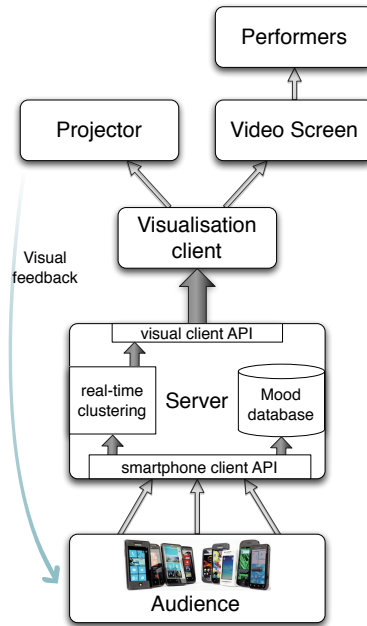 Performers
Projector
Video Screen
Visualisation
client
Visual
feedback
visual client API
real-time
clustering
Server
Mood
database
smartphone client API
Audience